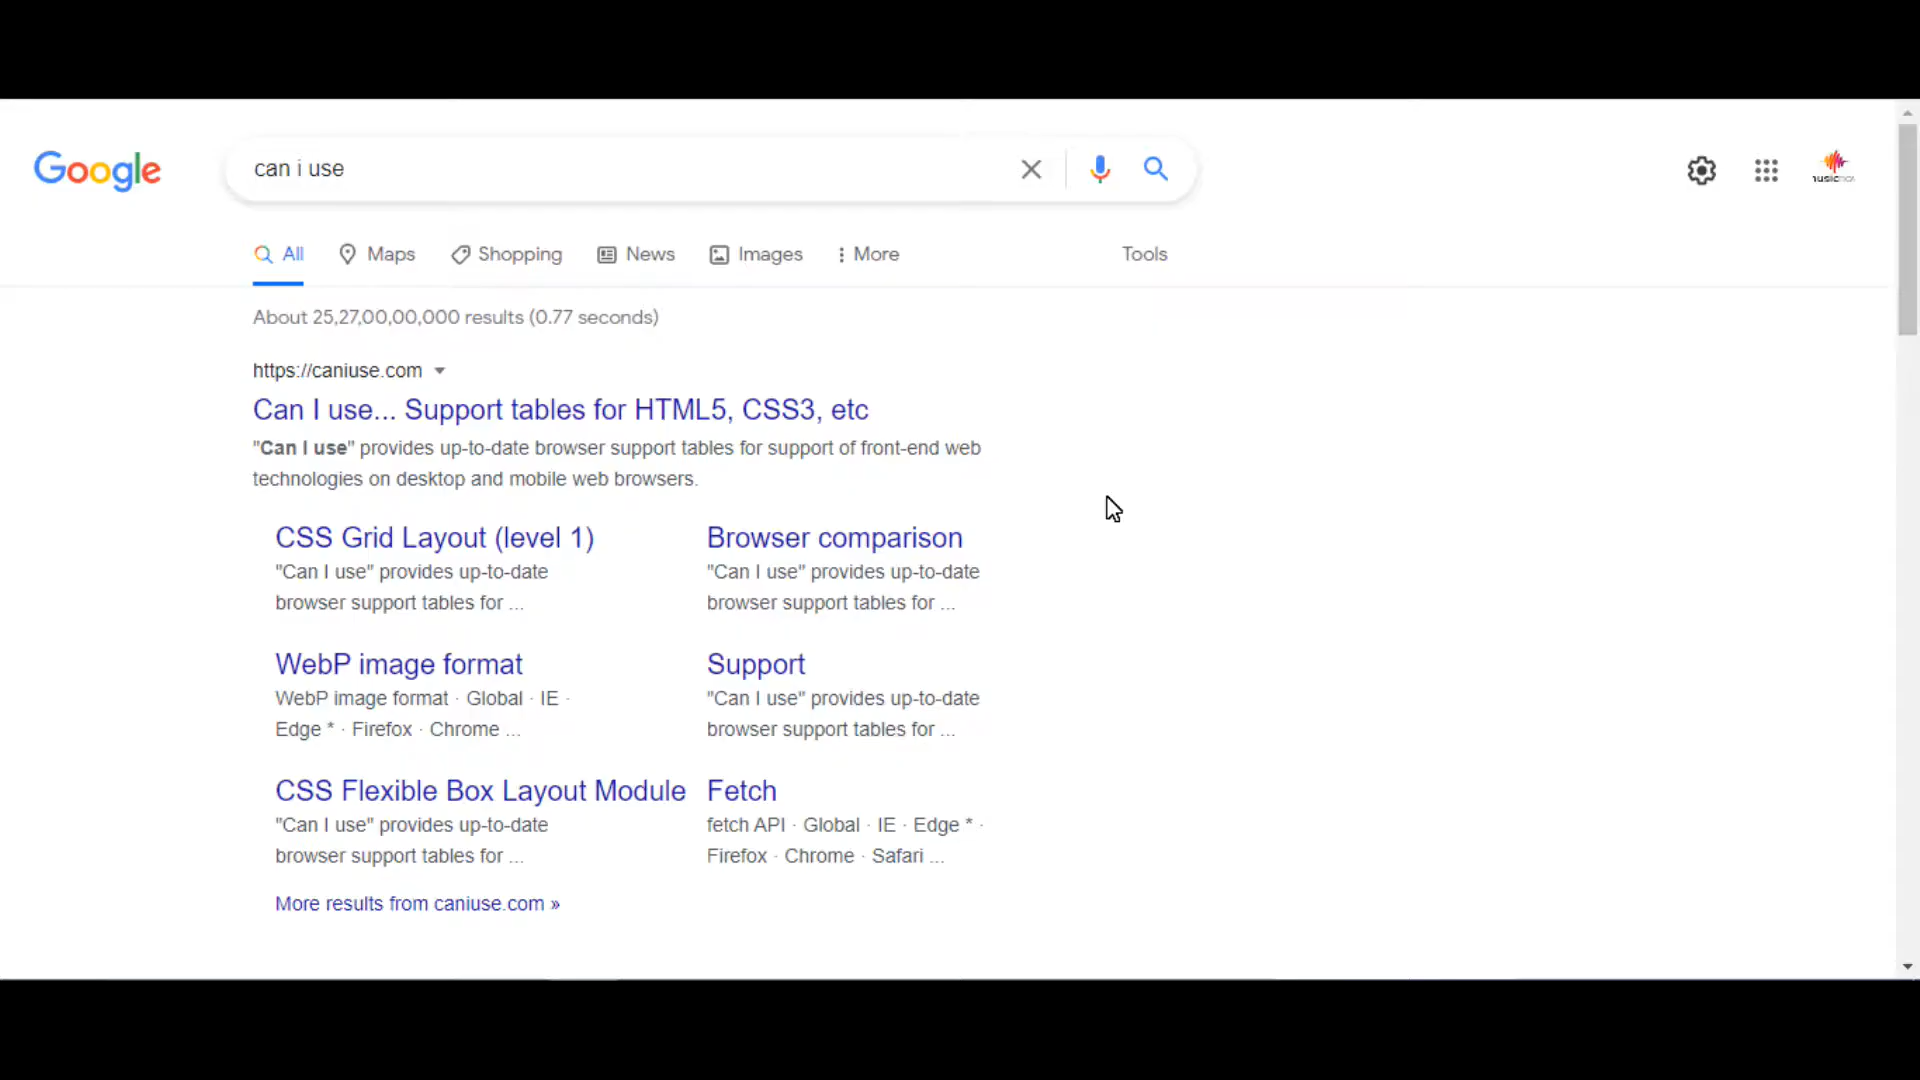 Google
can i use
All Maps Shopping News Images More Tools
About 25,27,00,00,000 results (0.77 seconds)
https://caniuse.com
Can I use... Support tables for HTML5, CSS3, etc
"Can I use" provides up-to-date browser support tables for support of front-end web
technologies on desktop and mobile web browsers.
CSS Grid Layout (level 1)
"Can I use" provides up-to-date
browser support tables for ...
Browser comparison
"Can I use" provides up-to-date
browser support tables for ...
WebP image format
WebP image format · Global · IE ·
Edge * · Firefox · Chrome ...
Support
"Can I use" provides up-to-date
browser support tables for ...
CSS Flexible Box Layout Module
"Can I use" provides up-to-date
browser support tables for ...
Fetch
fetch API · Global · IE · Edge * ·
Firefox · Chrome · Safari ...
More results from caniuse.com »